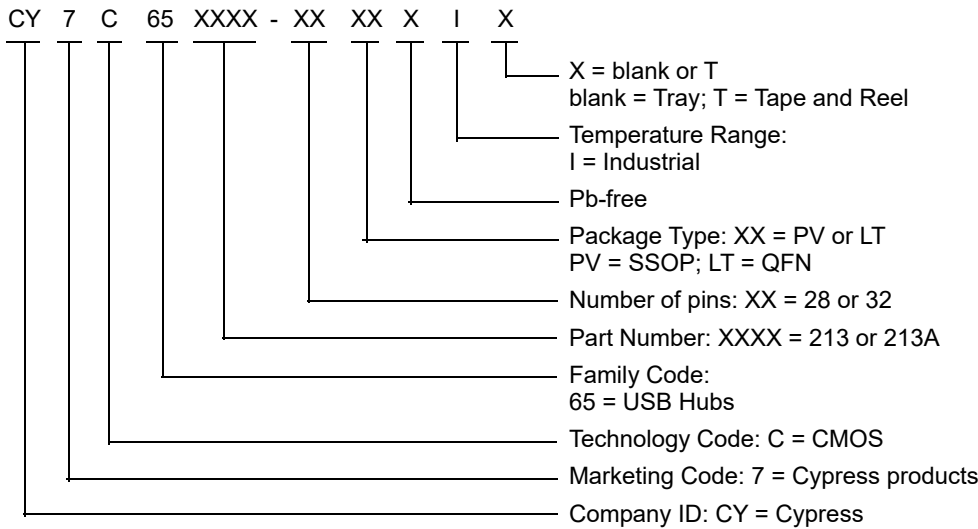 CY 7 C 65 XXXX - XX XX X I X
X = blank or T
blank = Tray; T = Tape and Reel
Temperature Range:
I = Industrial
Pb-free
Package Type: XX = PV or LT
PV = SSOP; LT = QFN
Number of pins: XX = 28 or 32
Part Number: XXXX = 213 or 213A
Family Code:
65 = USB Hubs
Technology Code: C = CMOS
Marketing Code: 7 = Cypress products
Company ID: CY = Cypress